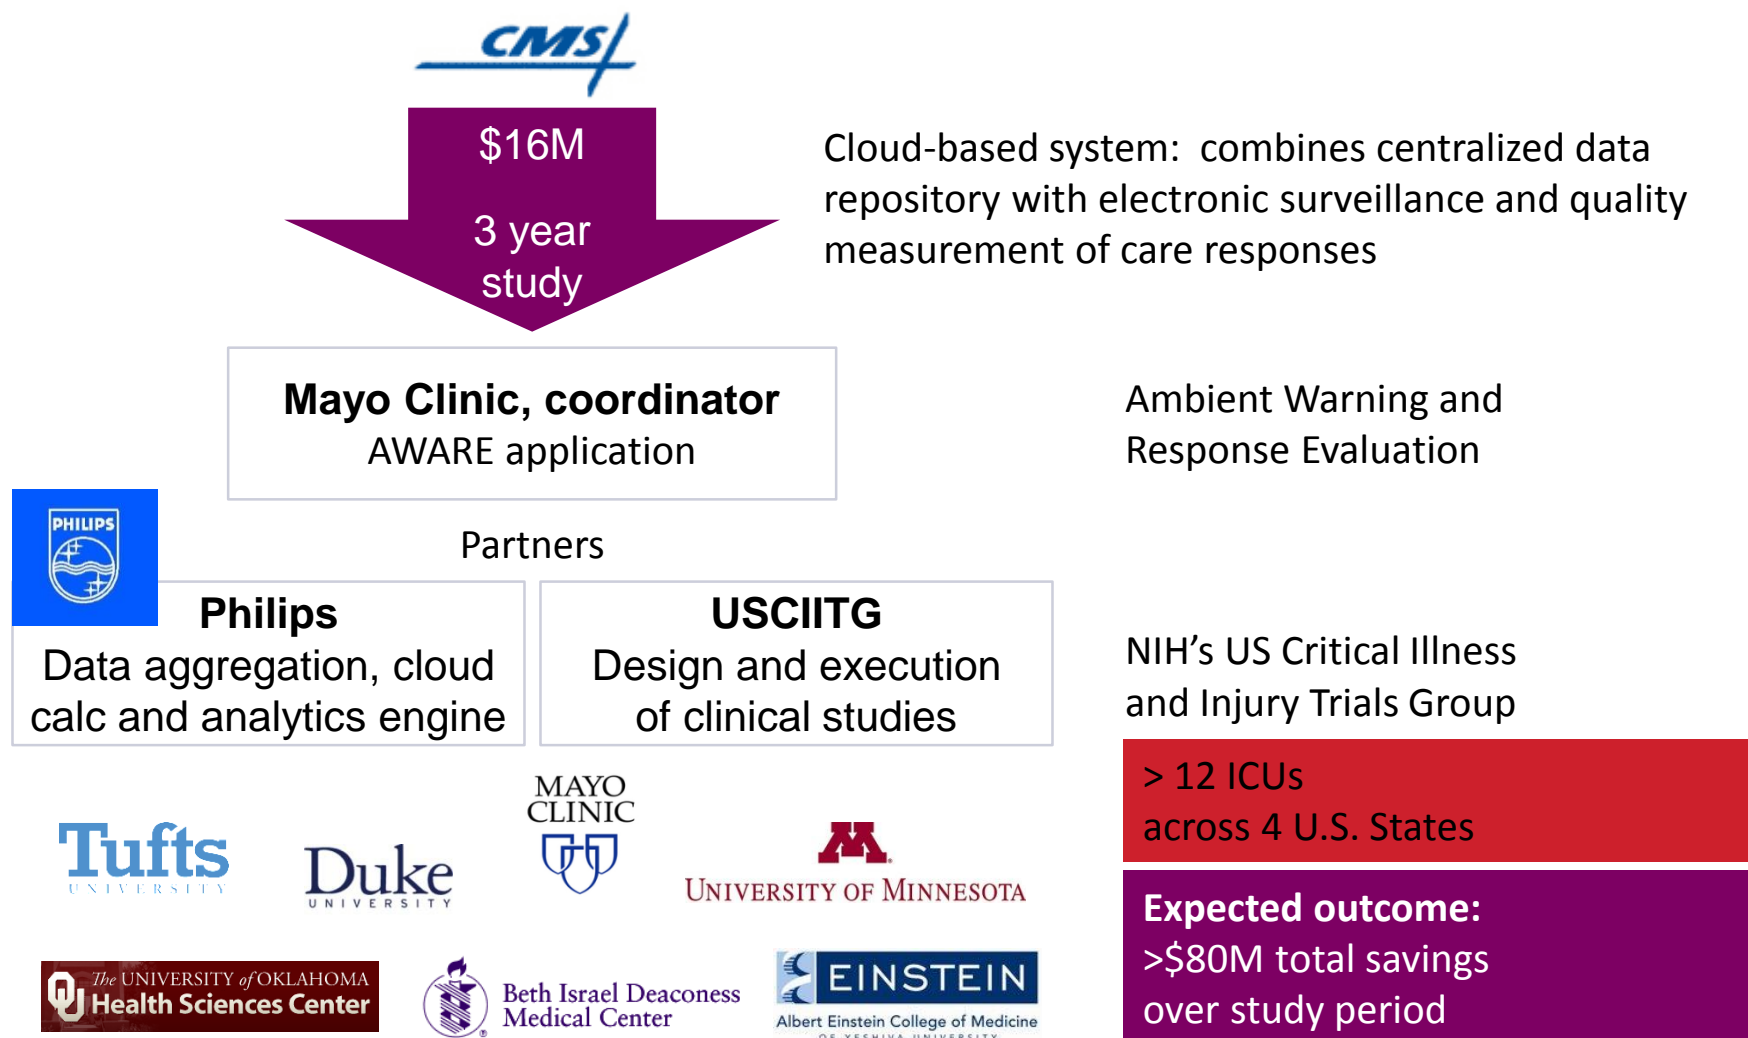 CMS
$16M
3 year
study
Cloud-based system: combines centralized data
repository with electronic surveillance and quality
measurement of care responses
Mayo Clinic, coordinator
AWARE application
Ambient Warning and
Response Evaluation
PHILIPS
Partners
Philips
Data aggregation, cloud
calc and analytics engine
USCIITG
Design and execution
of clinical studies
NIH’s US Critical Illness
and Injury Trials Group
> 12 ICUs
across 4 U.S. States
Expected outcome:
>$80M total savings
over study period
Tufts
UNIVERSITY
Duke
UNIVERSITY
MAYO
CLINIC
M
UNIVERSITY OF MINNESOTA
The UNIVERSITY of OKLAHOMA
Health Sciences Center
Beth Israel Deaconess
Medical Center
EINSTEIN
Albert Einstein College of Medicine
OF YESHIVA UNIVERSITY